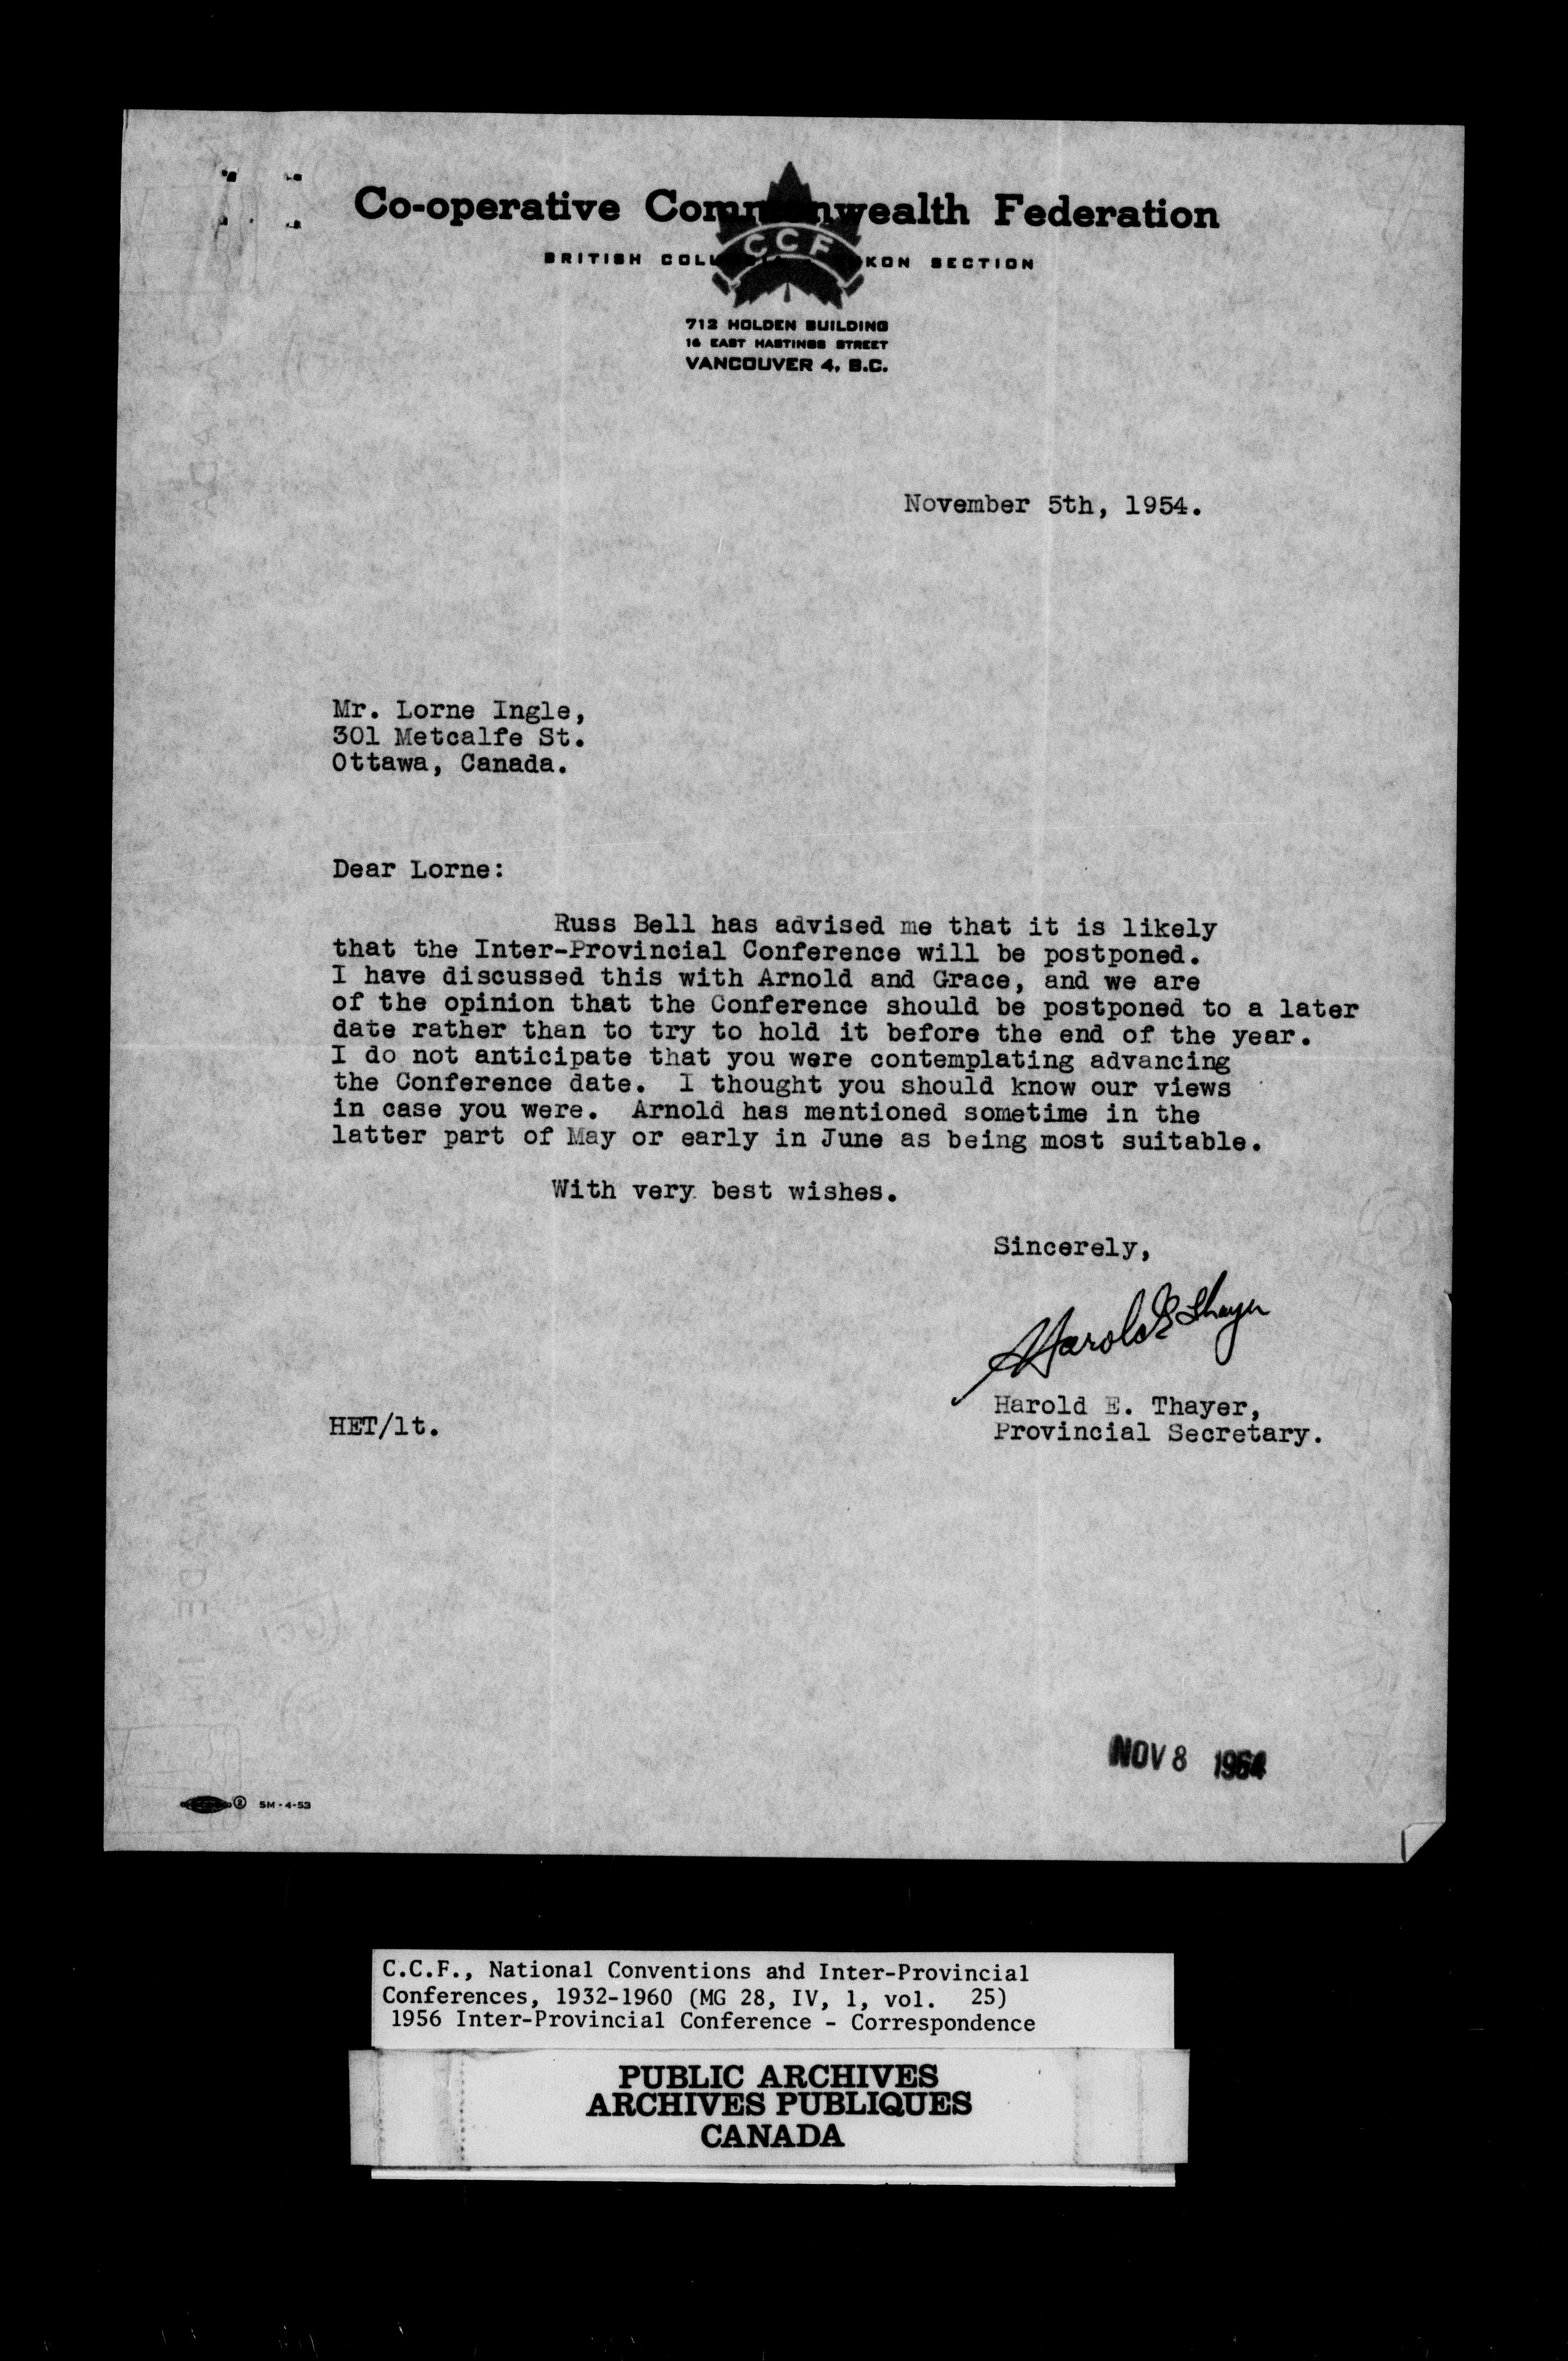 Co-operative Commonwealth Federation
CCF
BRITISH COLU KON SECTION
712 HOLDEN BUILDING
16 EAST HASTINGS STREET
VANCOUVER 4, B.C.
November 5th, 1954.
Mr. Lorne Ingle,
301 Metcalfe St.
Ottawa, Canada.
Dear Lorne:
Russ Bell has advised me that it is likely
that the Inter-Provincial Conference will be postponed.
I have discussed this with Arnold and Grace, and we are
of the opinion that the Conference should be postponed to a later
date rather than to try to hold it before the end of the year.
I do not anticipate that you were contemplating advancing
the Conference date. I thought you should know our views
in case you were. Arnold has mentioned sometime in the
latter part of May or early in June as being most suitable.
With very best wishes.
Sincerely,
Harold E Thayer
Harold E. Thayer,
Provincial Secretary.
HET/lt.
NOV 8 1954
2 5M-4-53
C.C.F., National Conventions and Inter-Provincial
Conferences, 1932-1960 (MG 28, IV, 1, vol. 25)
1956 Inter-Provincial Conference - Correspondence
PUBLIC ARCHIVES
ARCHIVES PUBLIQUES
CANADA